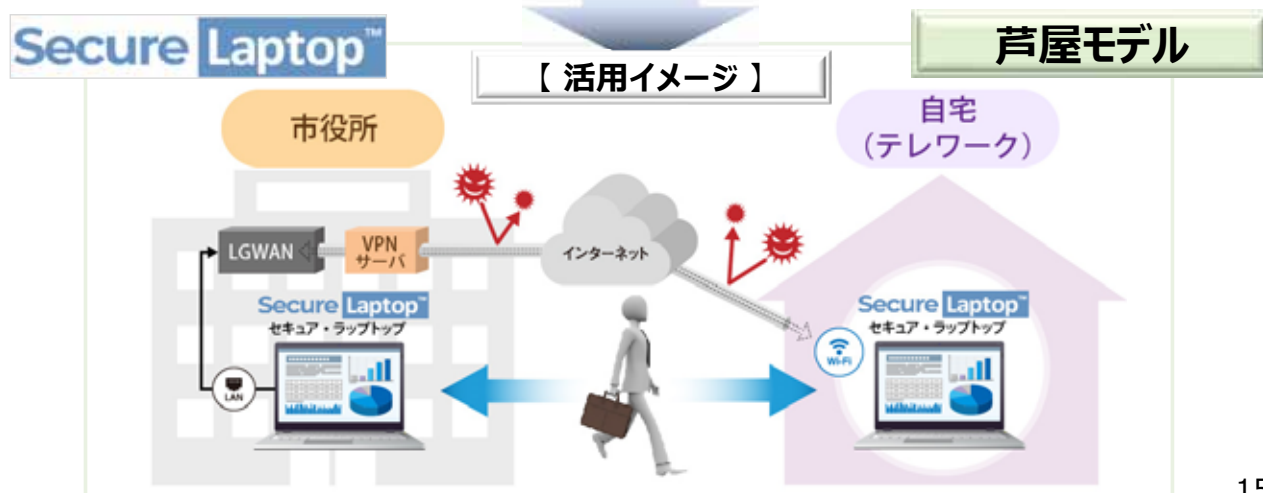 Secure Laptop™
【 活用イメージ 】
芦屋モデル
市役所
自宅
(テレワーク)
LGWAN
VPN
サーバ
インターネット
Secure Laptop™
セキュア・ラップトップ
LAN
Wi-Fi
Secure Laptop™
セキュア・ラップトップ
15